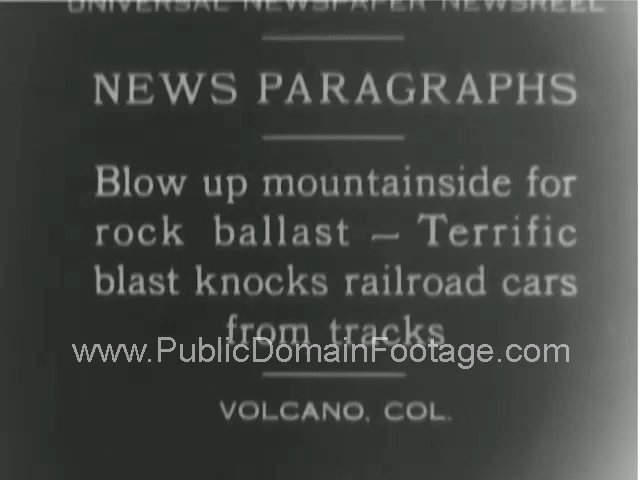 UNIVERSAL NEWSPAPER NEWSREEL
NEWS PARAGRAPHS
Blow up mountainside for
rock ballast — Terrific
blast knocks railroad cars
from tracks
www.PublicDomainFootage.com
VOLCANO, COL.